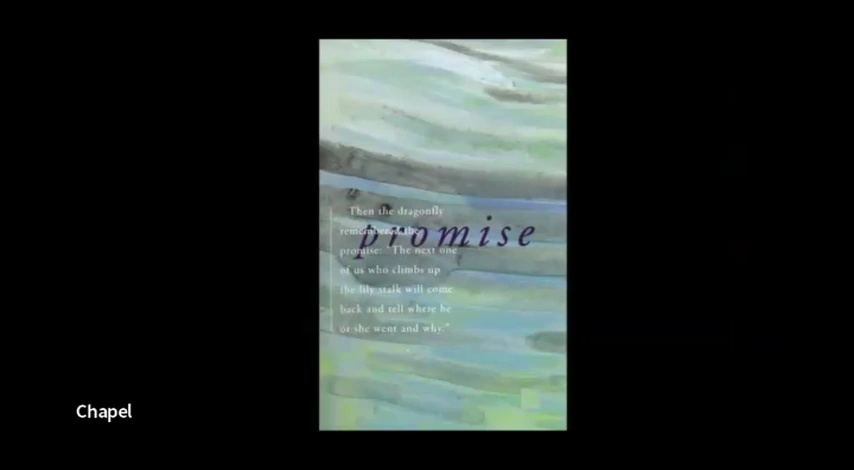 "Then the dragonfly
remembered the
promise
promise: "The next one
of us who climbs up
the lily stalk will come
back and tell where he
or she went and why."
Chapel